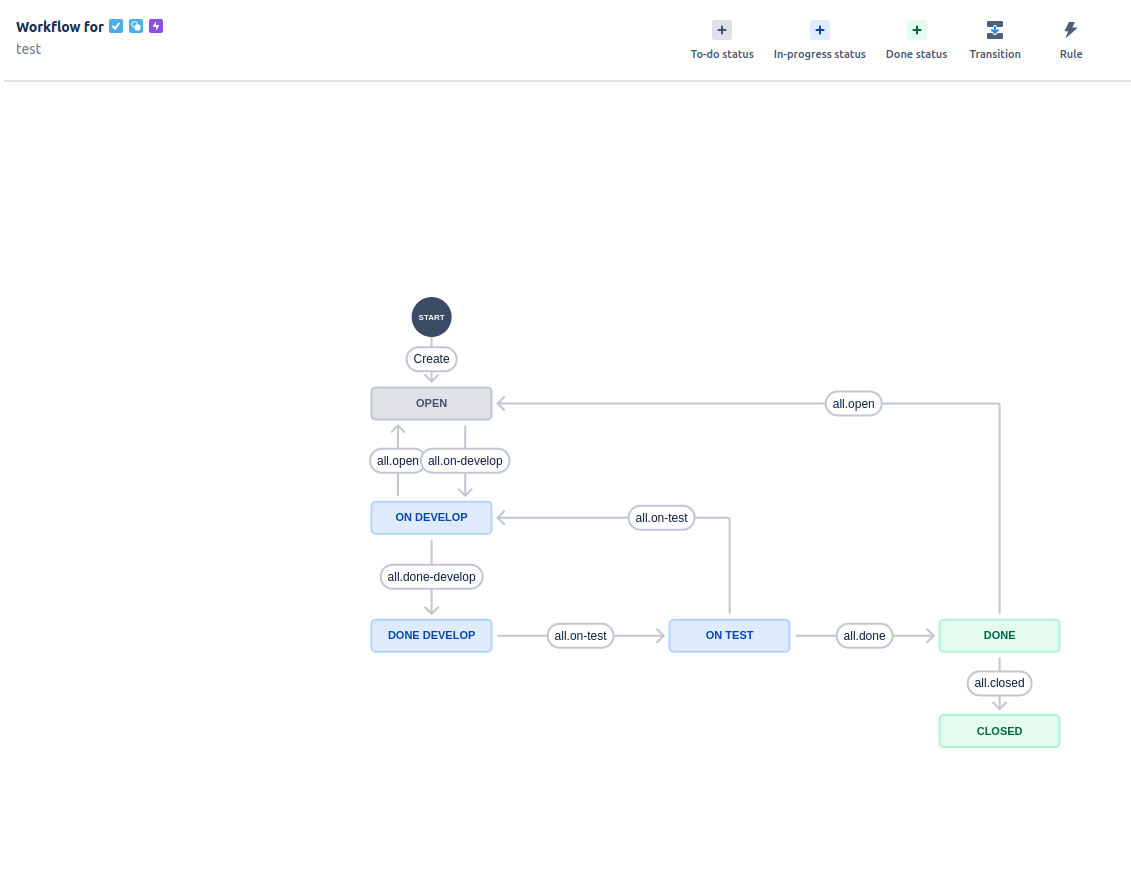 Workflow for
test
To-do status
In-progress status
Done status
Transition
Rule
START
Create
OPEN
all.open
all.open
all.on-develop
ON DEVELOP
all.on-test
all.done-develop
DONE DEVELOP
all.on-test
ON TEST
all.done
DONE
all.closed
CLOSED